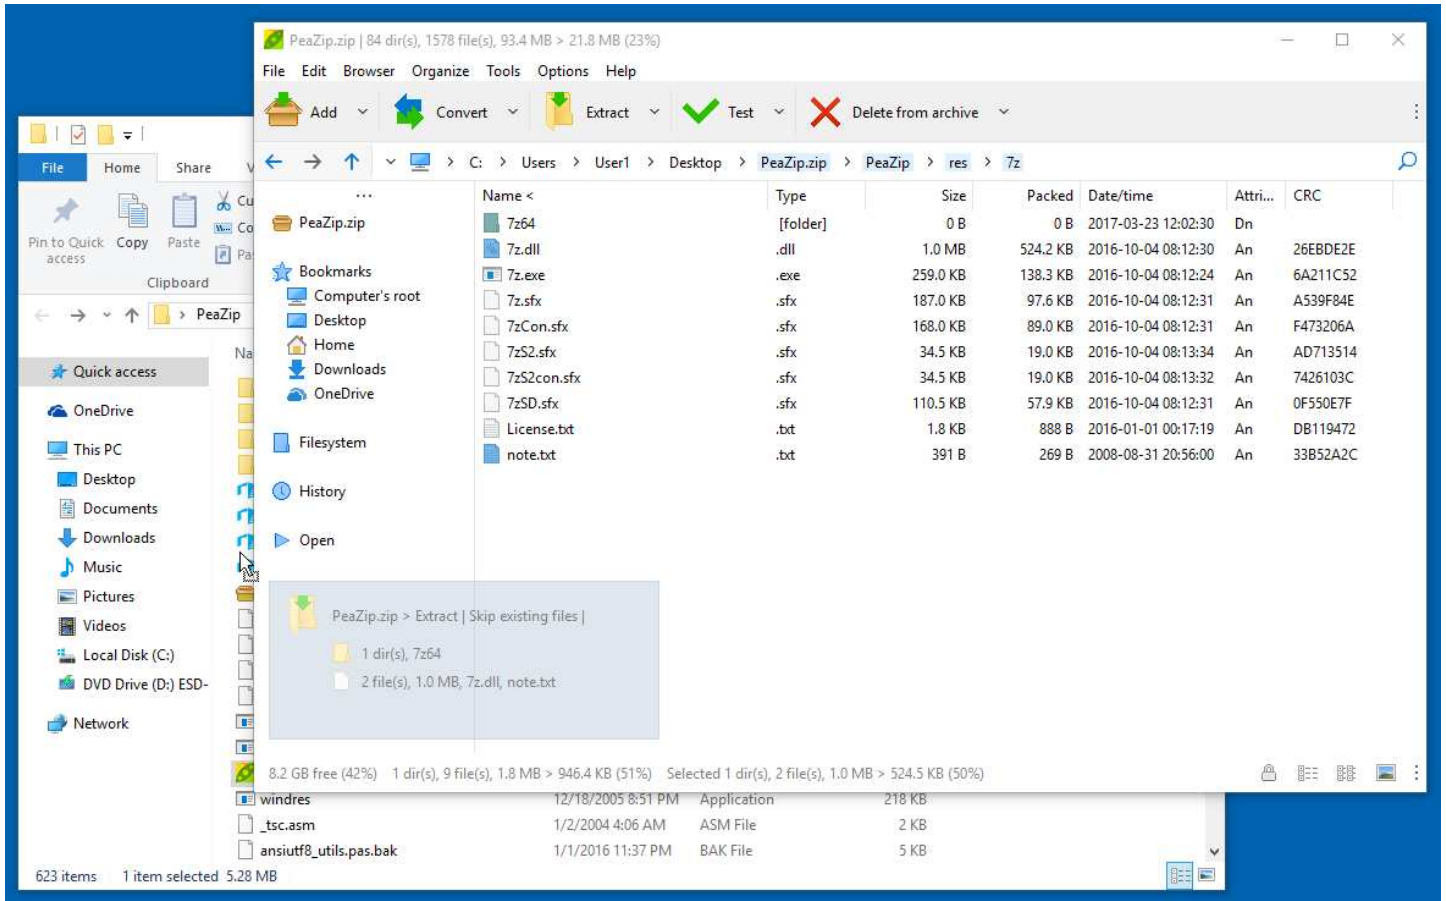 PeaZip.zip | 84 dir(s), 1578 file(s), 93.4 MB > 21.8 MB (23%)
File Edit Browser Organize Tools Options Help
Add Convert Extract Test Delete from archive
C: > Users > User1 > Desktop > PeaZip.zip > PeaZip > res > 7z
...
PeaZip.zip
Bookmarks
Computer's root
Desktop
Home
Downloads
OneDrive
Filesystem
History
Open
Name < Type Size Packed Date/time Attri... CRC
7z64 [folder] 0 B 0 B 2017-03-23 12:02:30 Dn
7z.dll .dll 1.0 MB 524.2 KB 2016-10-04 08:12:30 An 26EBDE2E
7z.exe .exe 259.0 KB 138.3 KB 2016-10-04 08:12:24 An 6A211C52
7z.sfx .sfx 187.0 KB 97.6 KB 2016-10-04 08:12:31 An A539F84E
7zCon.sfx .sfx 168.0 KB 89.0 KB 2016-10-04 08:12:31 An F473206A
7zS2.sfx .sfx 34.5 KB 19.0 KB 2016-10-04 08:13:34 An AD713514
7zS2con.sfx .sfx 34.5 KB 19.0 KB 2016-10-04 08:13:32 An 7426103C
7zSD.sfx .sfx 110.5 KB 57.9 KB 2016-10-04 08:12:31 An 0F550E7F
License.txt .txt 1.8 KB 888 B 2016-01-01 00:17:19 An DB119472
note.txt .txt 391 B 269 B 2008-08-31 20:56:00 An 33B52A2C
PeaZip.zip > Extract | Skip existing files |
1 dir(s), 7z64
2 file(s), 1.0 MB, 7z.dll, note.txt
8.2 GB free (42%) 1 dir(s), 9 file(s), 1.8 MB > 946.4 KB (51%) Selected 1 dir(s), 2 file(s), 1.0 MB > 524.5 KB (50%)
File Home Share V
Pin to Quick access
Copy
Paste
Cu
Co
Pa
Clipboard
> PeaZip
Na
Quick access
OneDrive
This PC
Desktop
Documents
Downloads
Music
Pictures
Videos
Local Disk (C:)
DVD Drive (D:) ESD-
Network
windres 12/18/2005 8:51 PM Application 218 KB
_tsc.asm 1/2/2004 4:06 AM ASM File 2 KB
ansiutf8_utils.pas.bak 1/1/2016 11:37 PM BAK File 5 KB
623 items 1 item selected 5.28 MB